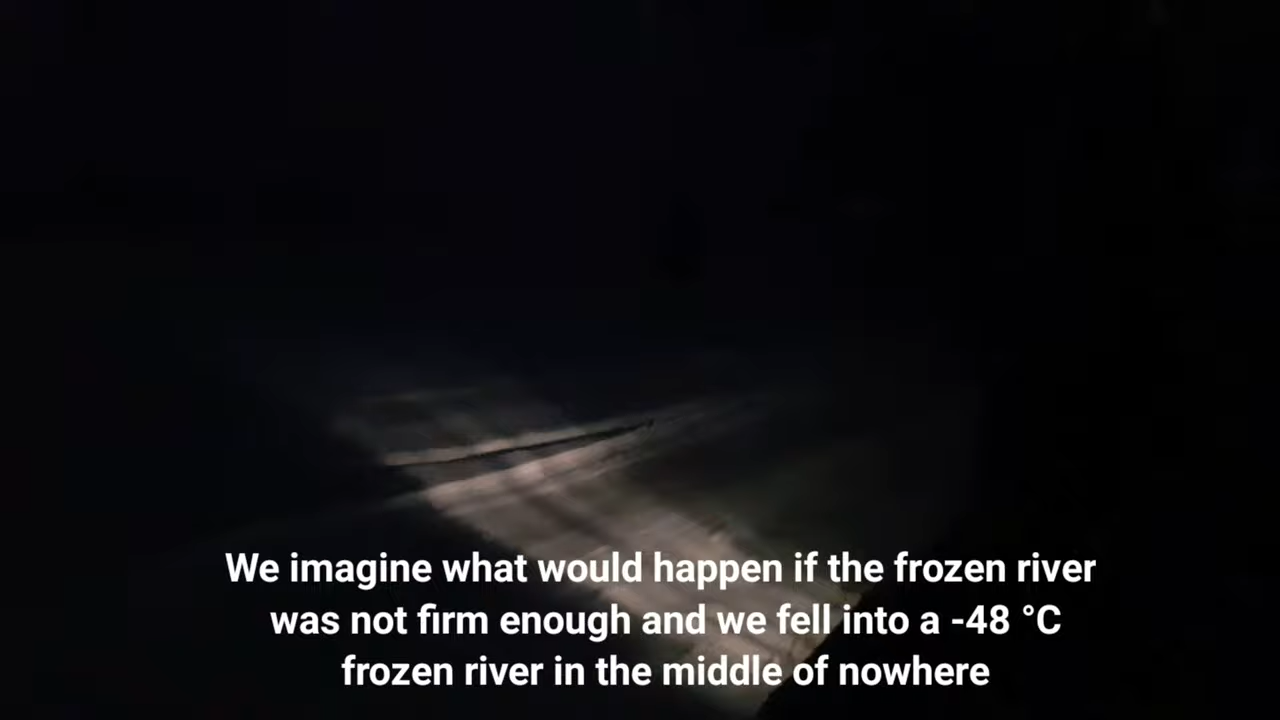 We imagine what would happen if the frozen river
was not firm enough and we fell into a -48 °C
frozen river in the middle of nowhere